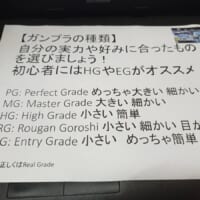 【ガンプラの種類】
自分の実力や好みに合ったもの
を選びましょう！
初心者にはHGやEGがオススメ
PG: Perfect Grade めっちゃ大きい 細かい
MG: Master Grade 大きい 細かい
HG: High Grade 小さい 簡単
RG: Rougan Goroshi 小さい 細かい 目が
EG: Entry Grade 小さい めっちゃ簡単
正しくはReal Grade